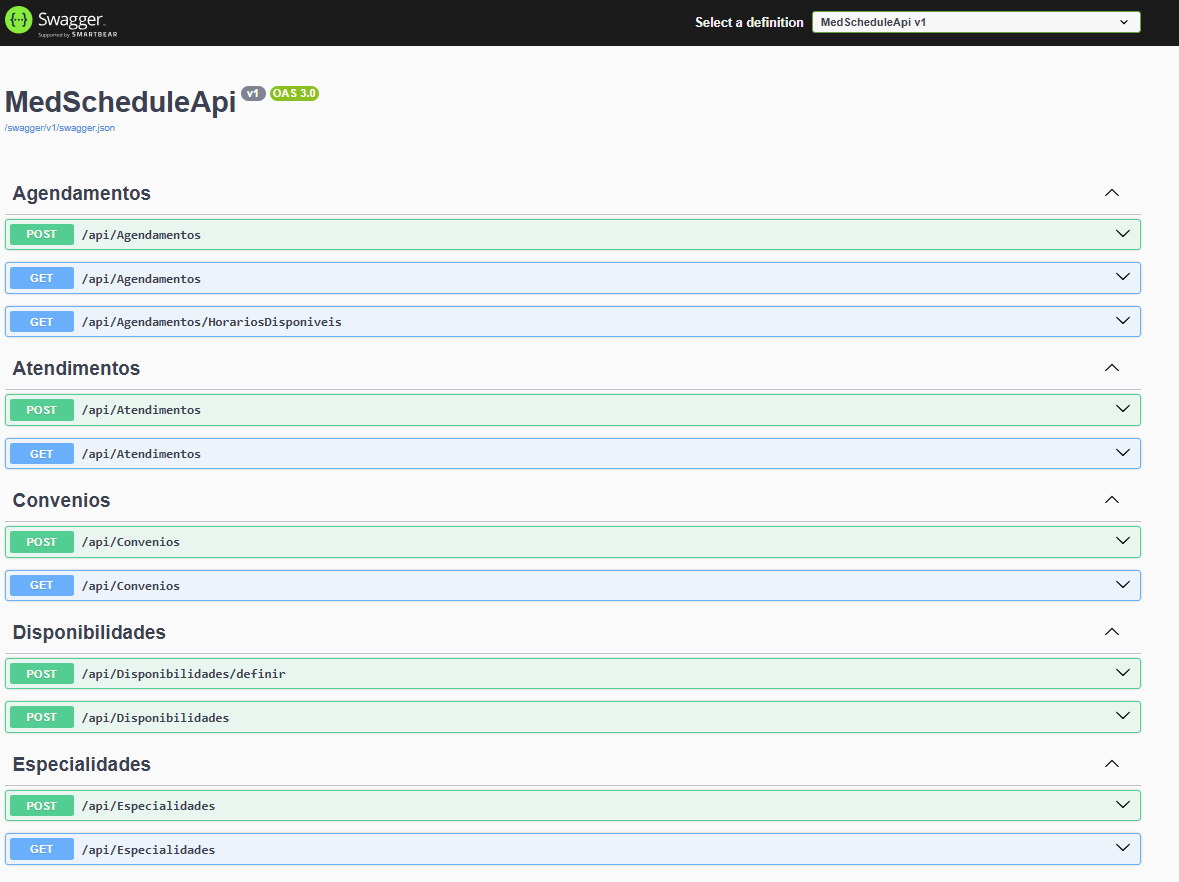 Swagger
Supported by SMARTBEAR
Select a definition
MedScheduleApi v1
MedScheduleApi v1 OAS 3.0
/swagger/v1/swagger.json
Agendamentos
POST /api/Agendamentos
GET /api/Agendamentos
GET /api/Agendamentos/HorariosDisponiveis
Atendimentos
POST /api/Atendimentos
GET /api/Atendimentos
Convenios
POST /api/Convenios
GET /api/Convenios
Disponibilidades
POST /api/Disponibilidades/definir
POST /api/Disponibilidades
Especialidades
POST /api/Especialidades
GET /api/Especialidades